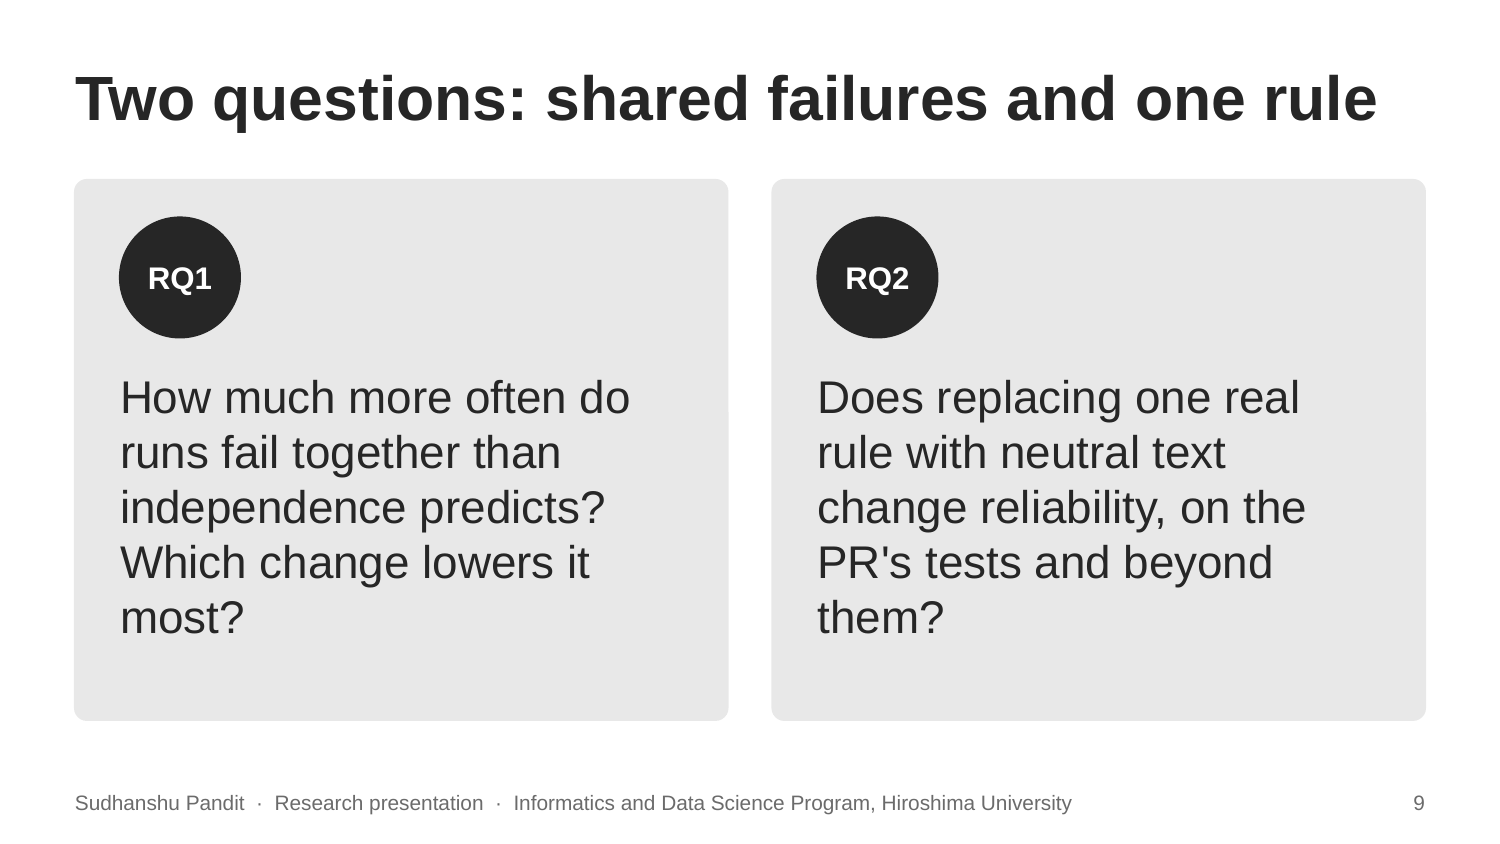 Two questions: shared failures and one rule
RQ1
How much more often do
runs fail together than
independence predicts?
Which change lowers it
most?
RQ2
Does replacing one real
rule with neutral text
change reliability, on the
PR's tests and beyond
them?
Sudhanshu Pandit · Research presentation · Informatics and Data Science Program, Hiroshima University
9